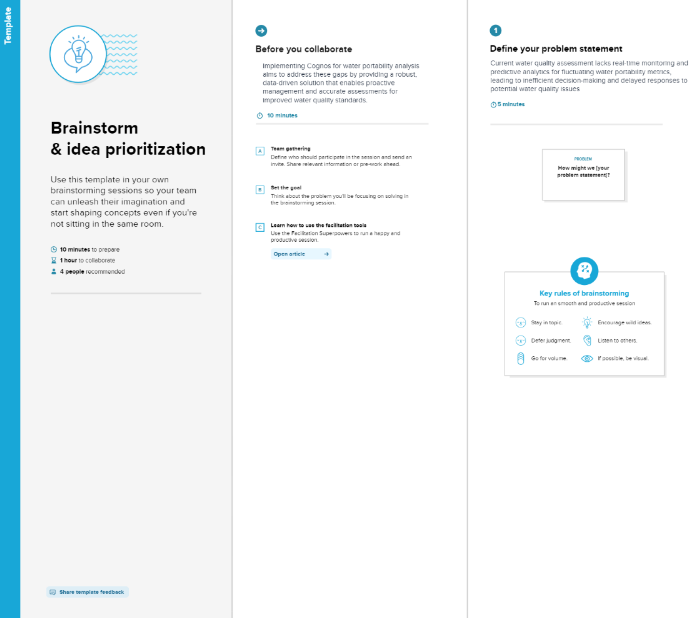 Template
Brainstorm
& idea prioritization
Use this template in your own
brainstorming sessions so your team
can unleash their imagination and
start shaping concepts even if you're
not sitting in the same room.
10 minutes to prepare
1 hour to collaborate
4 people recommended
Share template feedback
Before you collaborate
Implementing Cognos for water portability analysis
aims to address these gaps by providing a robust,
data-driven solution that enables proactive
management and accurate assessments for
improved water quality standards.
10 minutes
A
Team gathering
Define who should participate in the session and send an
invite. Share relevant information or pre-work ahead.
B
Set the goal
Think about the problem you'll be focusing on solving in
the brainstorming session.
C
Learn how to use the facilitation tools
Use the Facilitation Superpowers to run a happy and
productive session.
Open article
1
Define your problem statement
Current water quality assessment lacks real-time monitoring and
predictive analytics for fluctuating water portability metrics,
leading to inefficient decision-making and delayed responses to
potential water quality issues
5 minutes
PROBLEM
How might we [your
problem statement]?
Key rules of brainstorming
To run an smooth and productive session
Stay in topic.
Encourage wild ideas.
Defer judgment.
Listen to others.
Go for volume.
If possible, be visual.